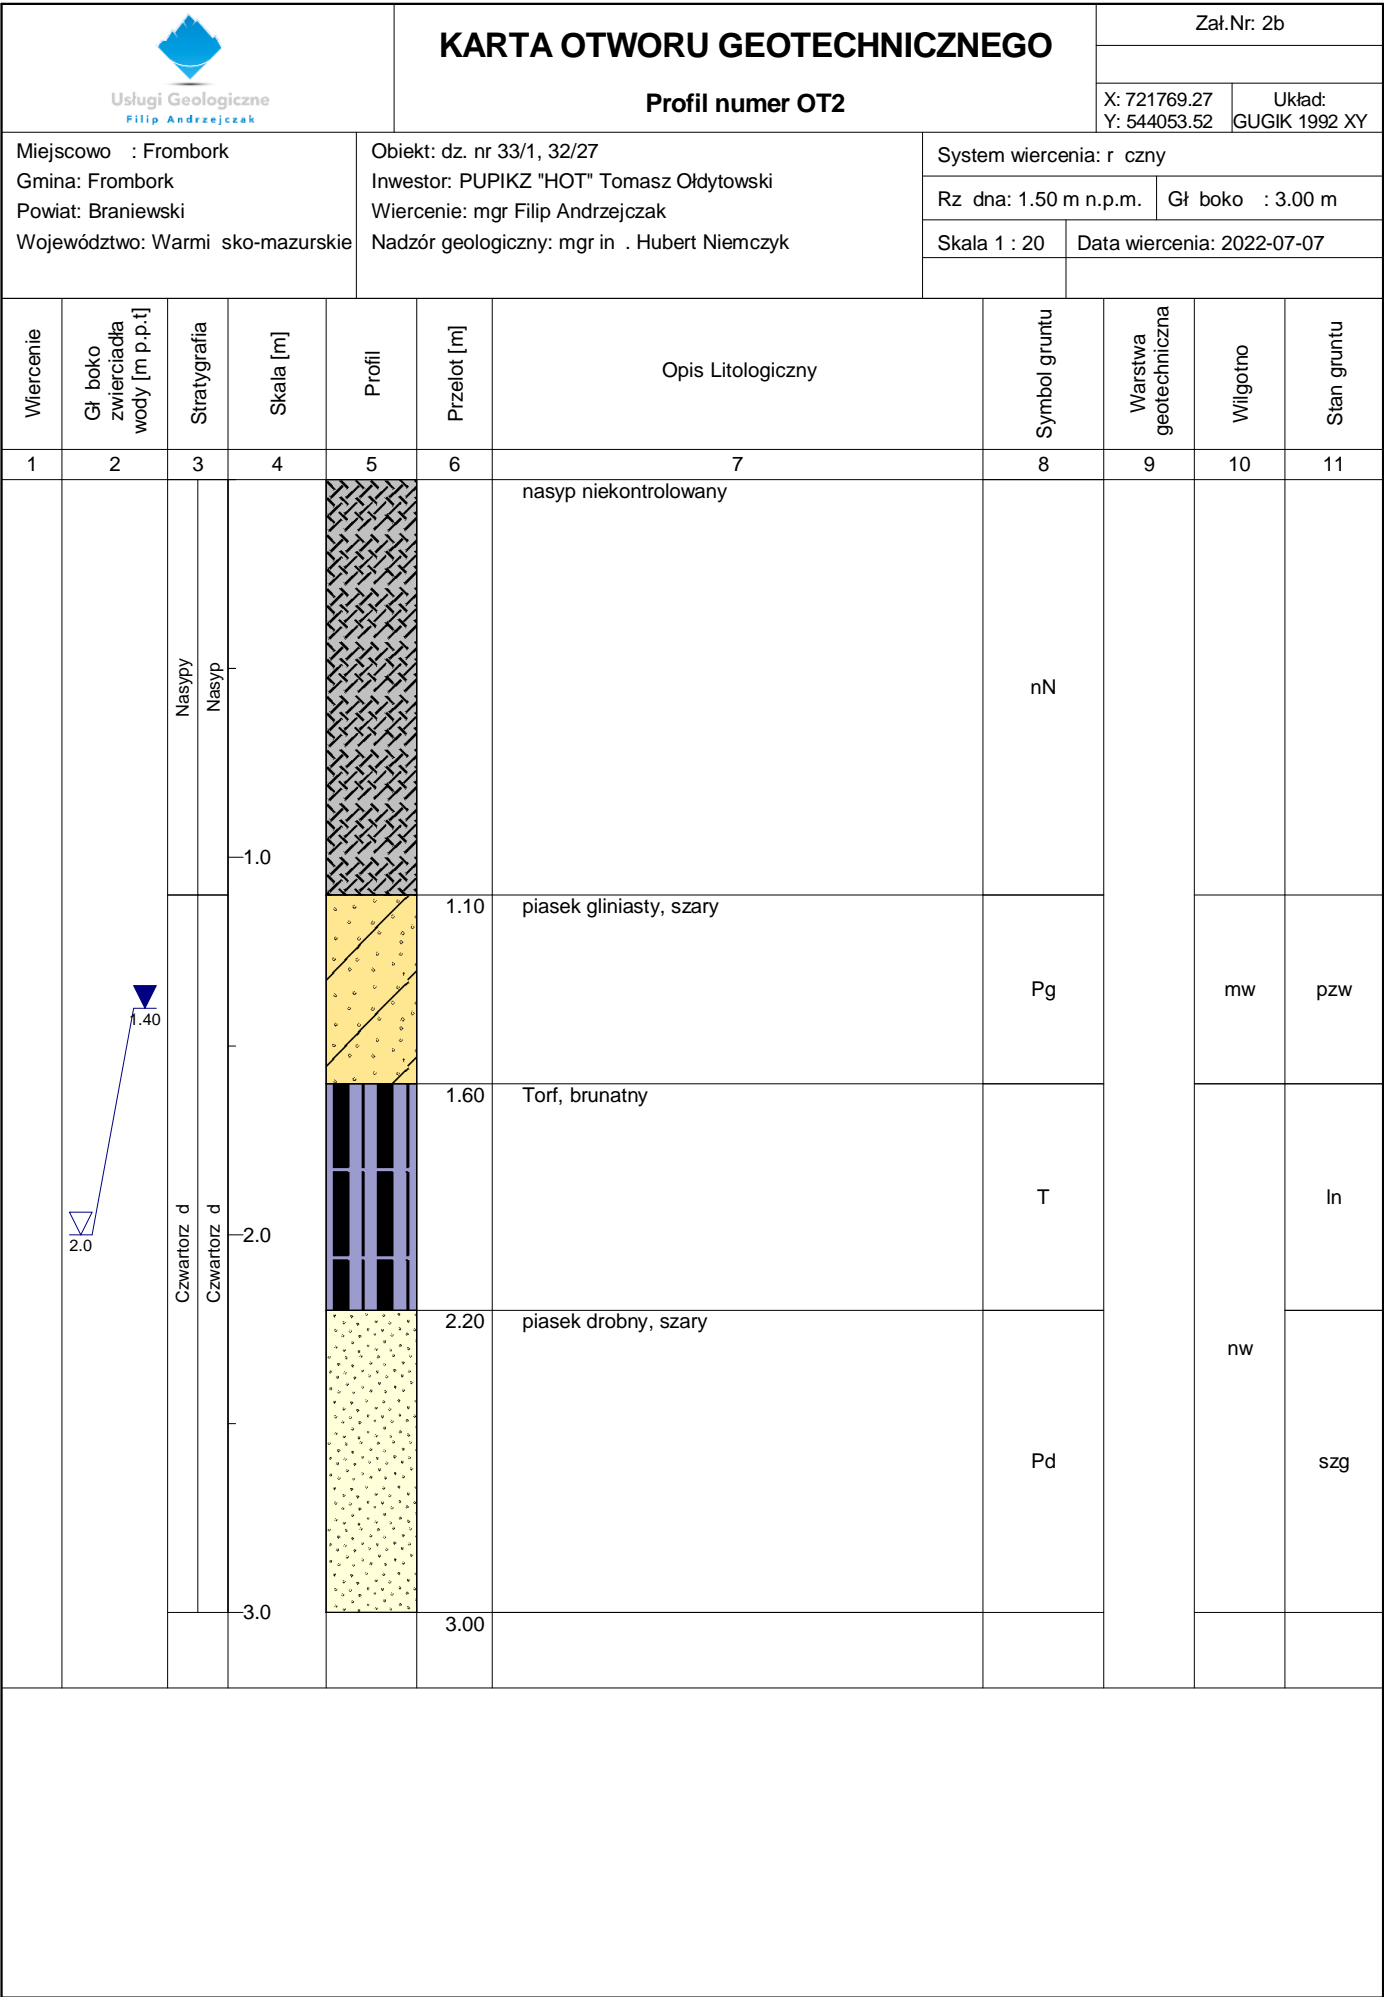 Usługi Geologiczne
Filip Andrzejczak
KARTA OTWORU GEOTECHNICZNEGO
Profil numer OT2
Zał.Nr: 2b
X: 721769.27
Y: 544053.52
Układ:
GUGIK 1992 XY
Miejscowo : Frombork
Gmina: Frombork
Powiat: Braniewski
Województwo: Warmi sko-mazurskie
Obiekt: dz. nr 33/1, 32/27
Inwestor: PUPIKZ "HOT" Tomasz Ołdytowski
Wiercenie: mgr Filip Andrzejczak
Nadzór geologiczny: mgr in . Hubert Niemczyk
System wiercenia: r czny
Rz dna: 1.50 m n.p.m.
Gł boko : 3.00 m
Skala 1 : 20
Data wiercenia: 2022-07-07
Wiercenie
Gł boko
zwierciadła
wody [m p.p.t]
Stratygrafia
Skala [m]
Profil
Przelot [m]
Opis Litologiczny
Symbol gruntu
Warstwa
geotechniczna
Wilgotno
Stan gruntu
1 2 3 4 5 6 7 8 9 10 11
nasyp niekontrolowany
Nasypy
Nasyp
nN
1.0
1.10 piasek gliniasty, szary
Pg mw pzw
1.40
1.60 Torf, brunatny
T ln
Czwartorz d
Czwartorz d
2.0
2.0
2.20 piasek drobny, szary
nw
Pd szg
3.0
3.00